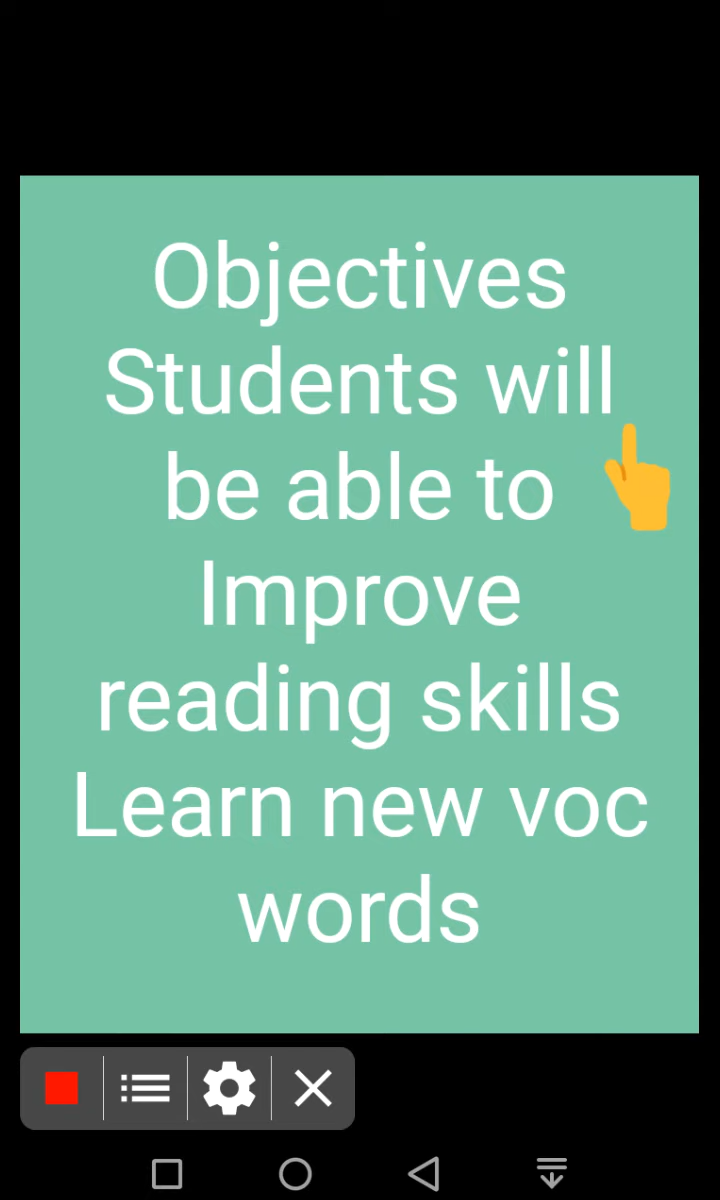 Objectives
Students will
be able to
Improve
reading skills
Learn new voc
words